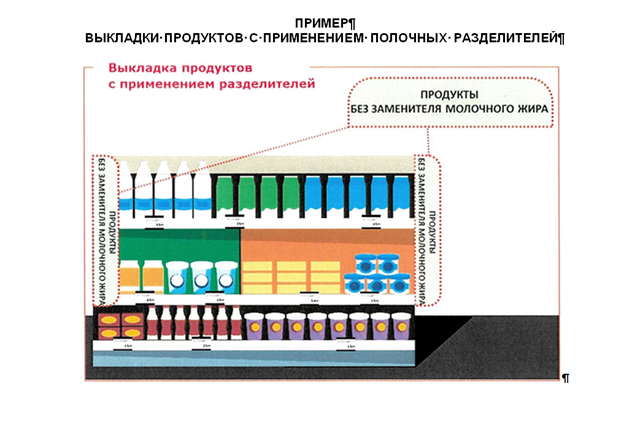 ПРИМЕР¶
ВЫКЛАДКИ·ПРОДУКТОВ·С·ПРИМЕНЕНИЕМ·ПОЛОЧНЫХ·РАЗДЕЛИТЕЛЕЙ¶
Выкладка продуктов
с применением разделителей
ПРОДУКТЫ
БЕЗ ЗАМЕНИТЕЛЯ МОЛОЧНОГО ЖИРА
ПРОДУКТЫ
БЕЗ ЗАМЕНИТЕЛЯ МОЛОЧНОГО ЖИРА
ПРОДУКТЫ
БЕЗ ЗАМЕНИТЕЛЯ МОЛОЧНОГО ЖИРА
¶